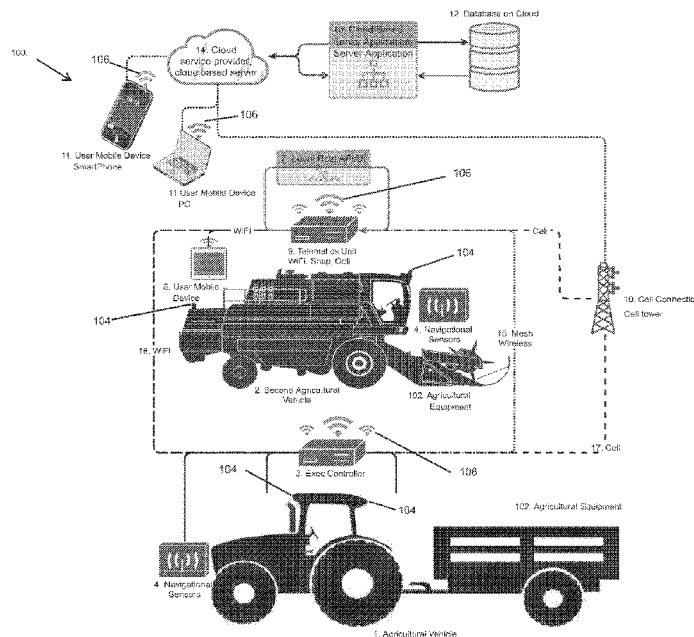 100.
106
14. Cloud
service provider,
cloud based server
Server Application
12. Database on Cloud
106
11. User Mobile Device
SmartPhone
11 User Mobile Device
PC
106
WiFi
9. Telematics Unit
WiFi, Snap, Cell
Cell
8. User Mobile
Device
104
104
4. Navigational
Sensors
10. Cell Connectio
Cell tower
15. Mesh
Wireless
16. WiFi
2. Second Agricultural
Vehicle
102. Agricultural
Equipment
17. Cell
106
3. Exec Controller
104
104
102. Agricultural Equipment
4. Navigational
Sensors
1. Agricultural Vehicle